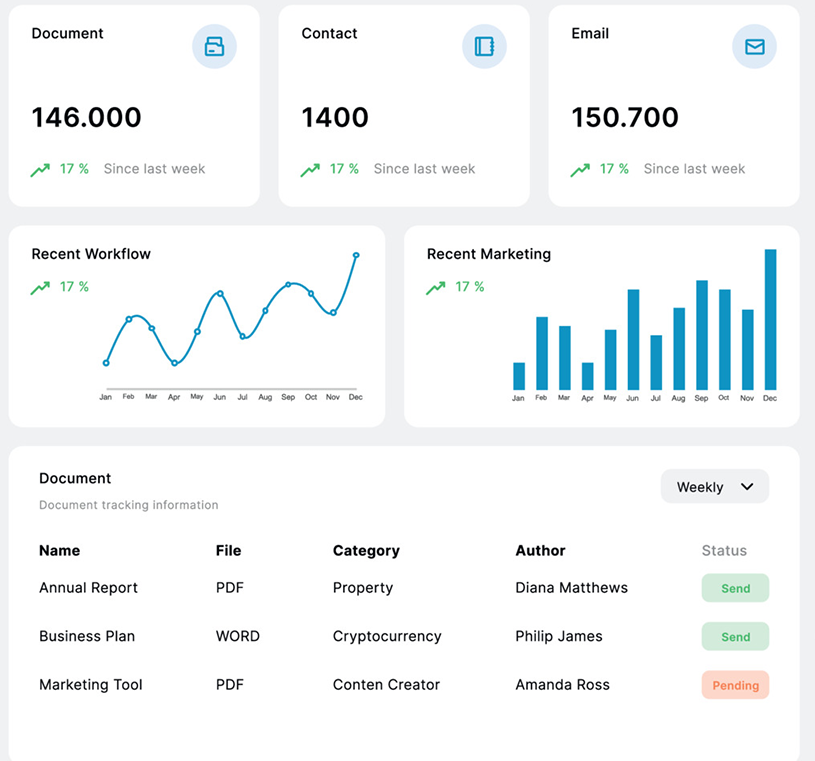 Document
146.000
17 % Since last week
Contact
1400
17 % Since last week
Email
150.700
17 % Since last week
Recent Workflow
17 %
Jan Feb Mar Apr May Jun Jul Aug Sep Oct Nov Dec
Recent Marketing
17 %
Jan Feb Mar Apr May Jun Jul Aug Sep Oct Nov Dec
Document
Document tracking information
Weekly
Name File Category Author Status
Annual Report PDF Property Diana Matthews Send
Business Plan WORD Cryptocurrency Philip James Send
Marketing Tool PDF Conten Creator Amanda Ross Pending